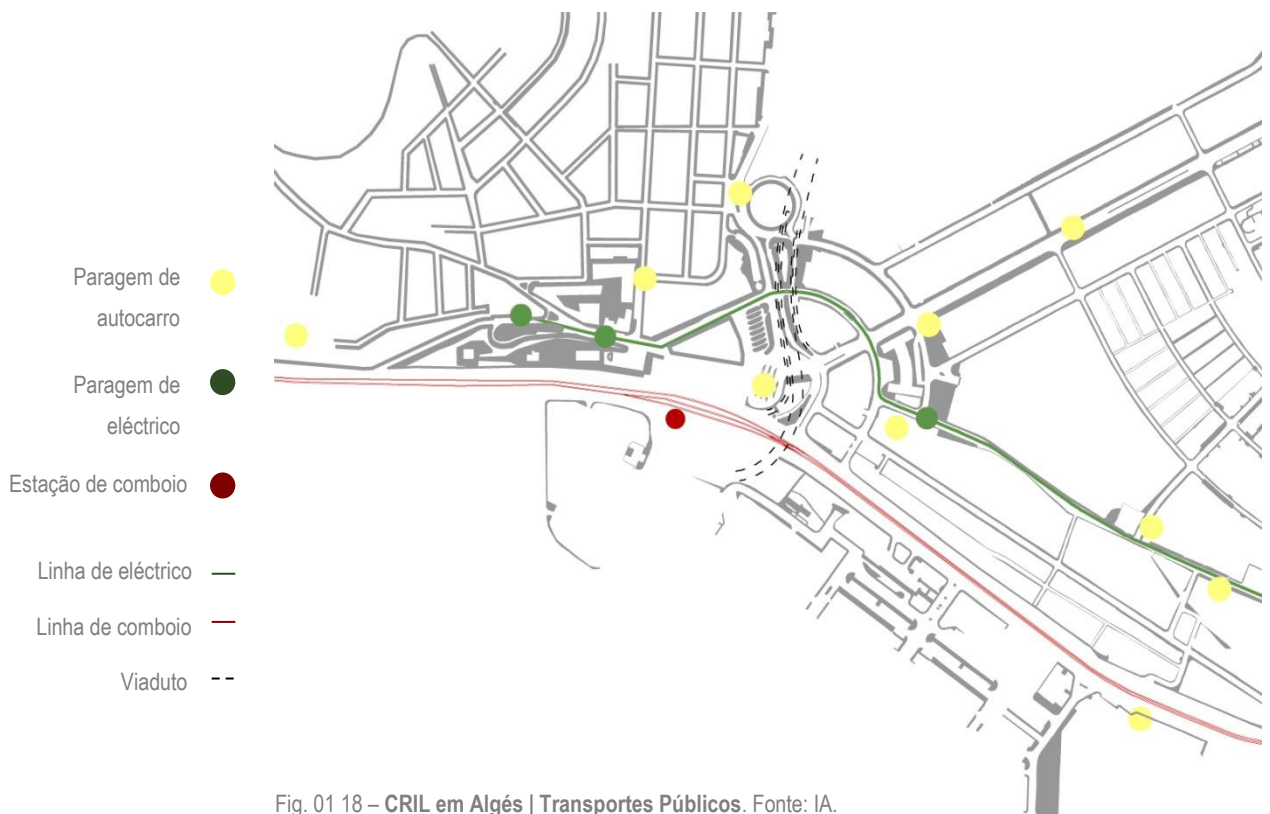 Paragem de
autocarro
Paragem de
eléctrico
Estação de comboio
Linha de eléctrico
Linha de comboio
Viaduto
Fig. 01 18 – CRIL em Algés | Transportes Públicos. Fonte: IA.